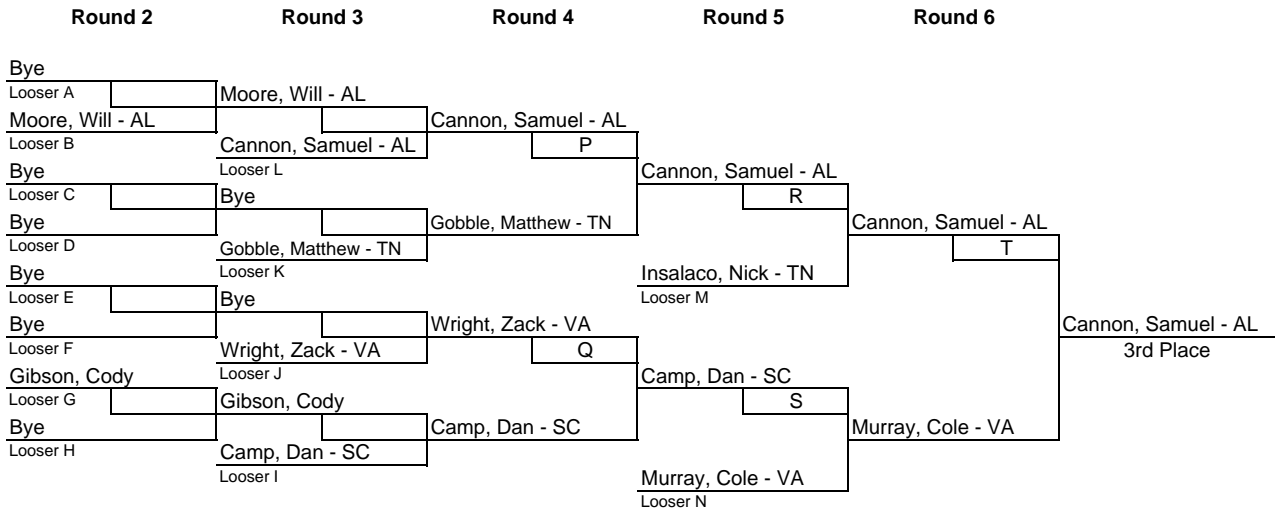 Round 2 Round 3 Round 4 Round 5 Round 6
Bye
Looser A
Moore, Will - AL
Moore, Will - AL
Looser B
Cannon, Samuel - AL
Cannon, Samuel - AL
P
Looser L
Bye
Cannon, Samuel - AL
Looser C
Bye
R
Bye
Gobble, Matthew - TN
Cannon, Samuel - AL
Looser D
Gobble, Matthew - TN
T
Looser K
Bye
Insalaco, Nick - TN
Looser E
Bye
Looser M
Bye
Wright, Zack - VA
Cannon, Samuel - AL
Looser F
Wright, Zack - VA
Q
3rd Place
Looser J
Gibson, Cody
Camp, Dan - SC
Looser G
Gibson, Cody
S
Bye
Camp, Dan - SC
Murray, Cole - VA
Looser H
Camp, Dan - SC
Looser I
Murray, Cole - VA
Looser N